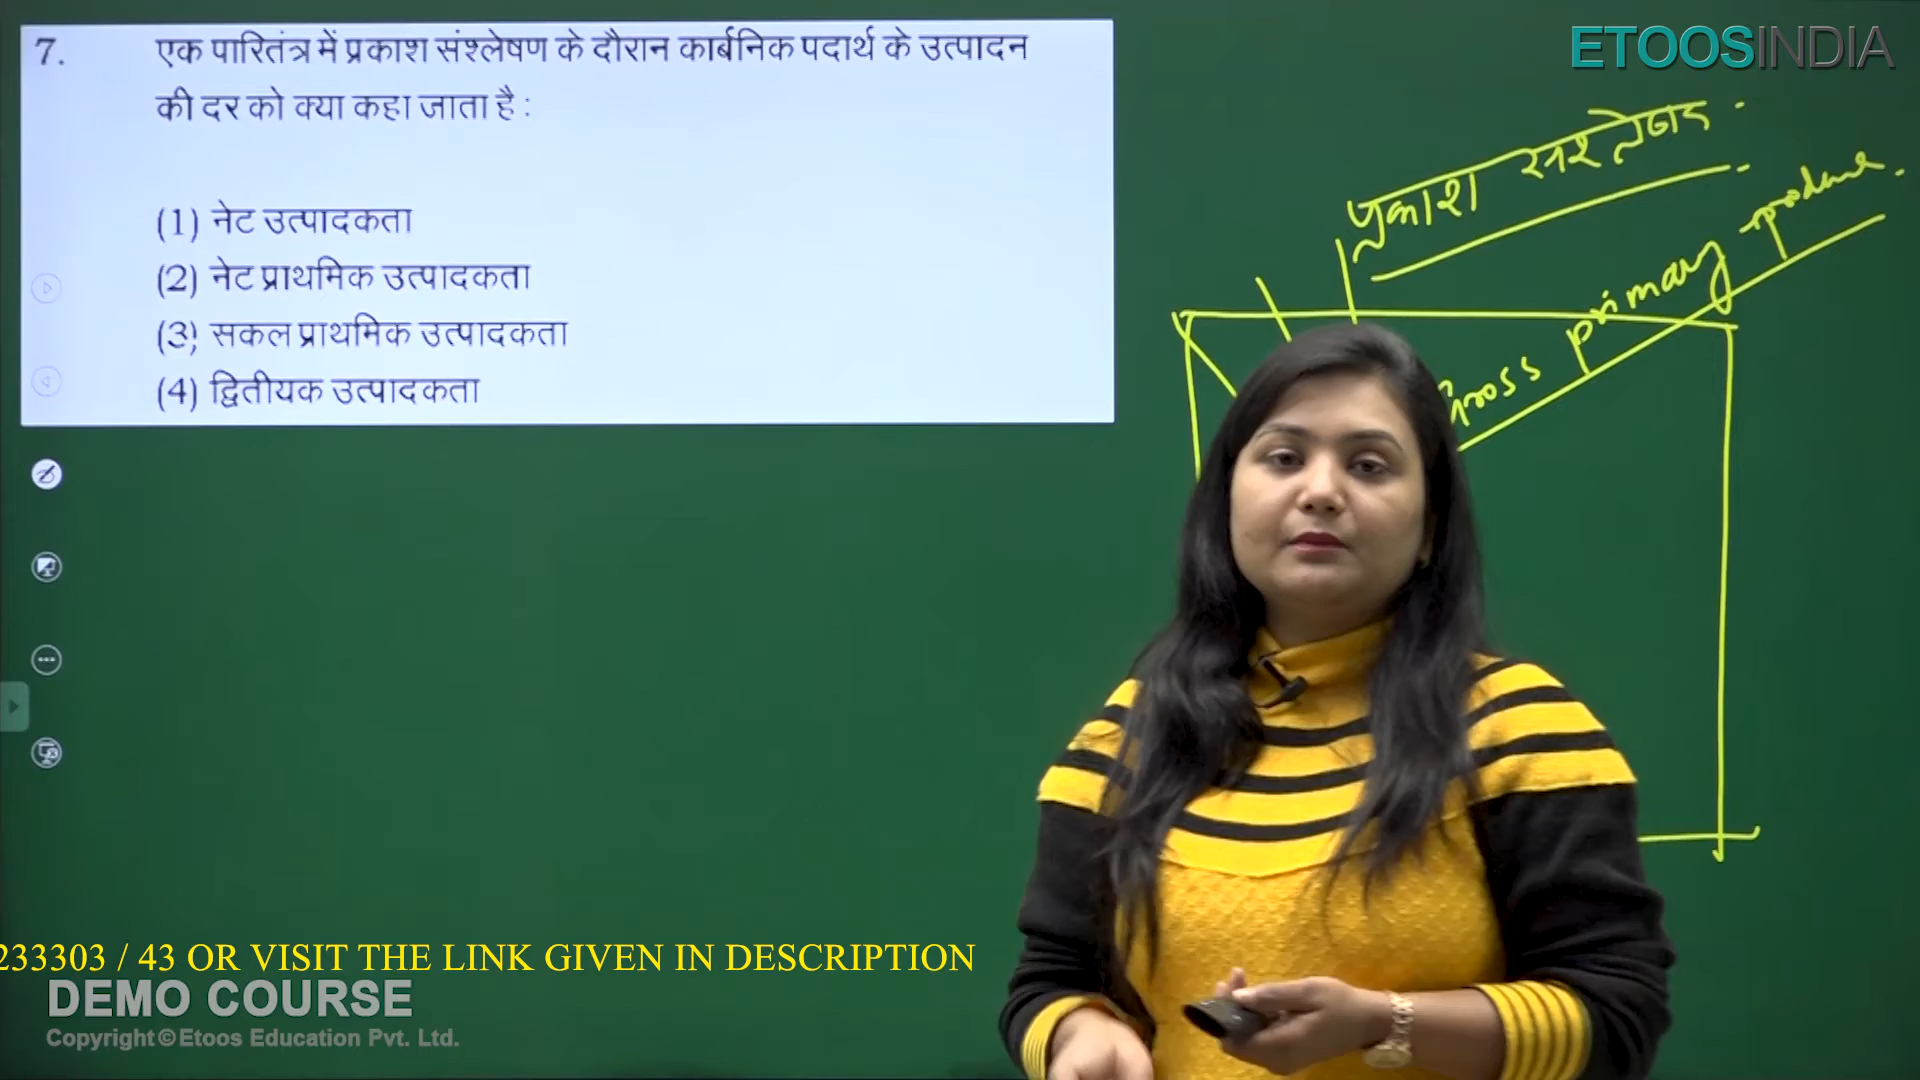 7. एक पारितंत्र में प्रकाश संश्लेषण के दौरान कार्बनिक पदार्थ के उत्पादन
की दर को क्या कहा जाता है :
(1) नेट उत्पादकता
(2) नेट प्राथमिक उत्पादकता
(3) सकल प्राथमिक उत्पादकता
(4) द्वितीयक उत्पादकता
ETOOSINDIA
प्रकाश
Gross primary
233303 / 43 OR VISIT THE LINK GIVEN IN DESCRIPTION
DEMO COURSE
Copyright © Etoos Education Pvt. Ltd.